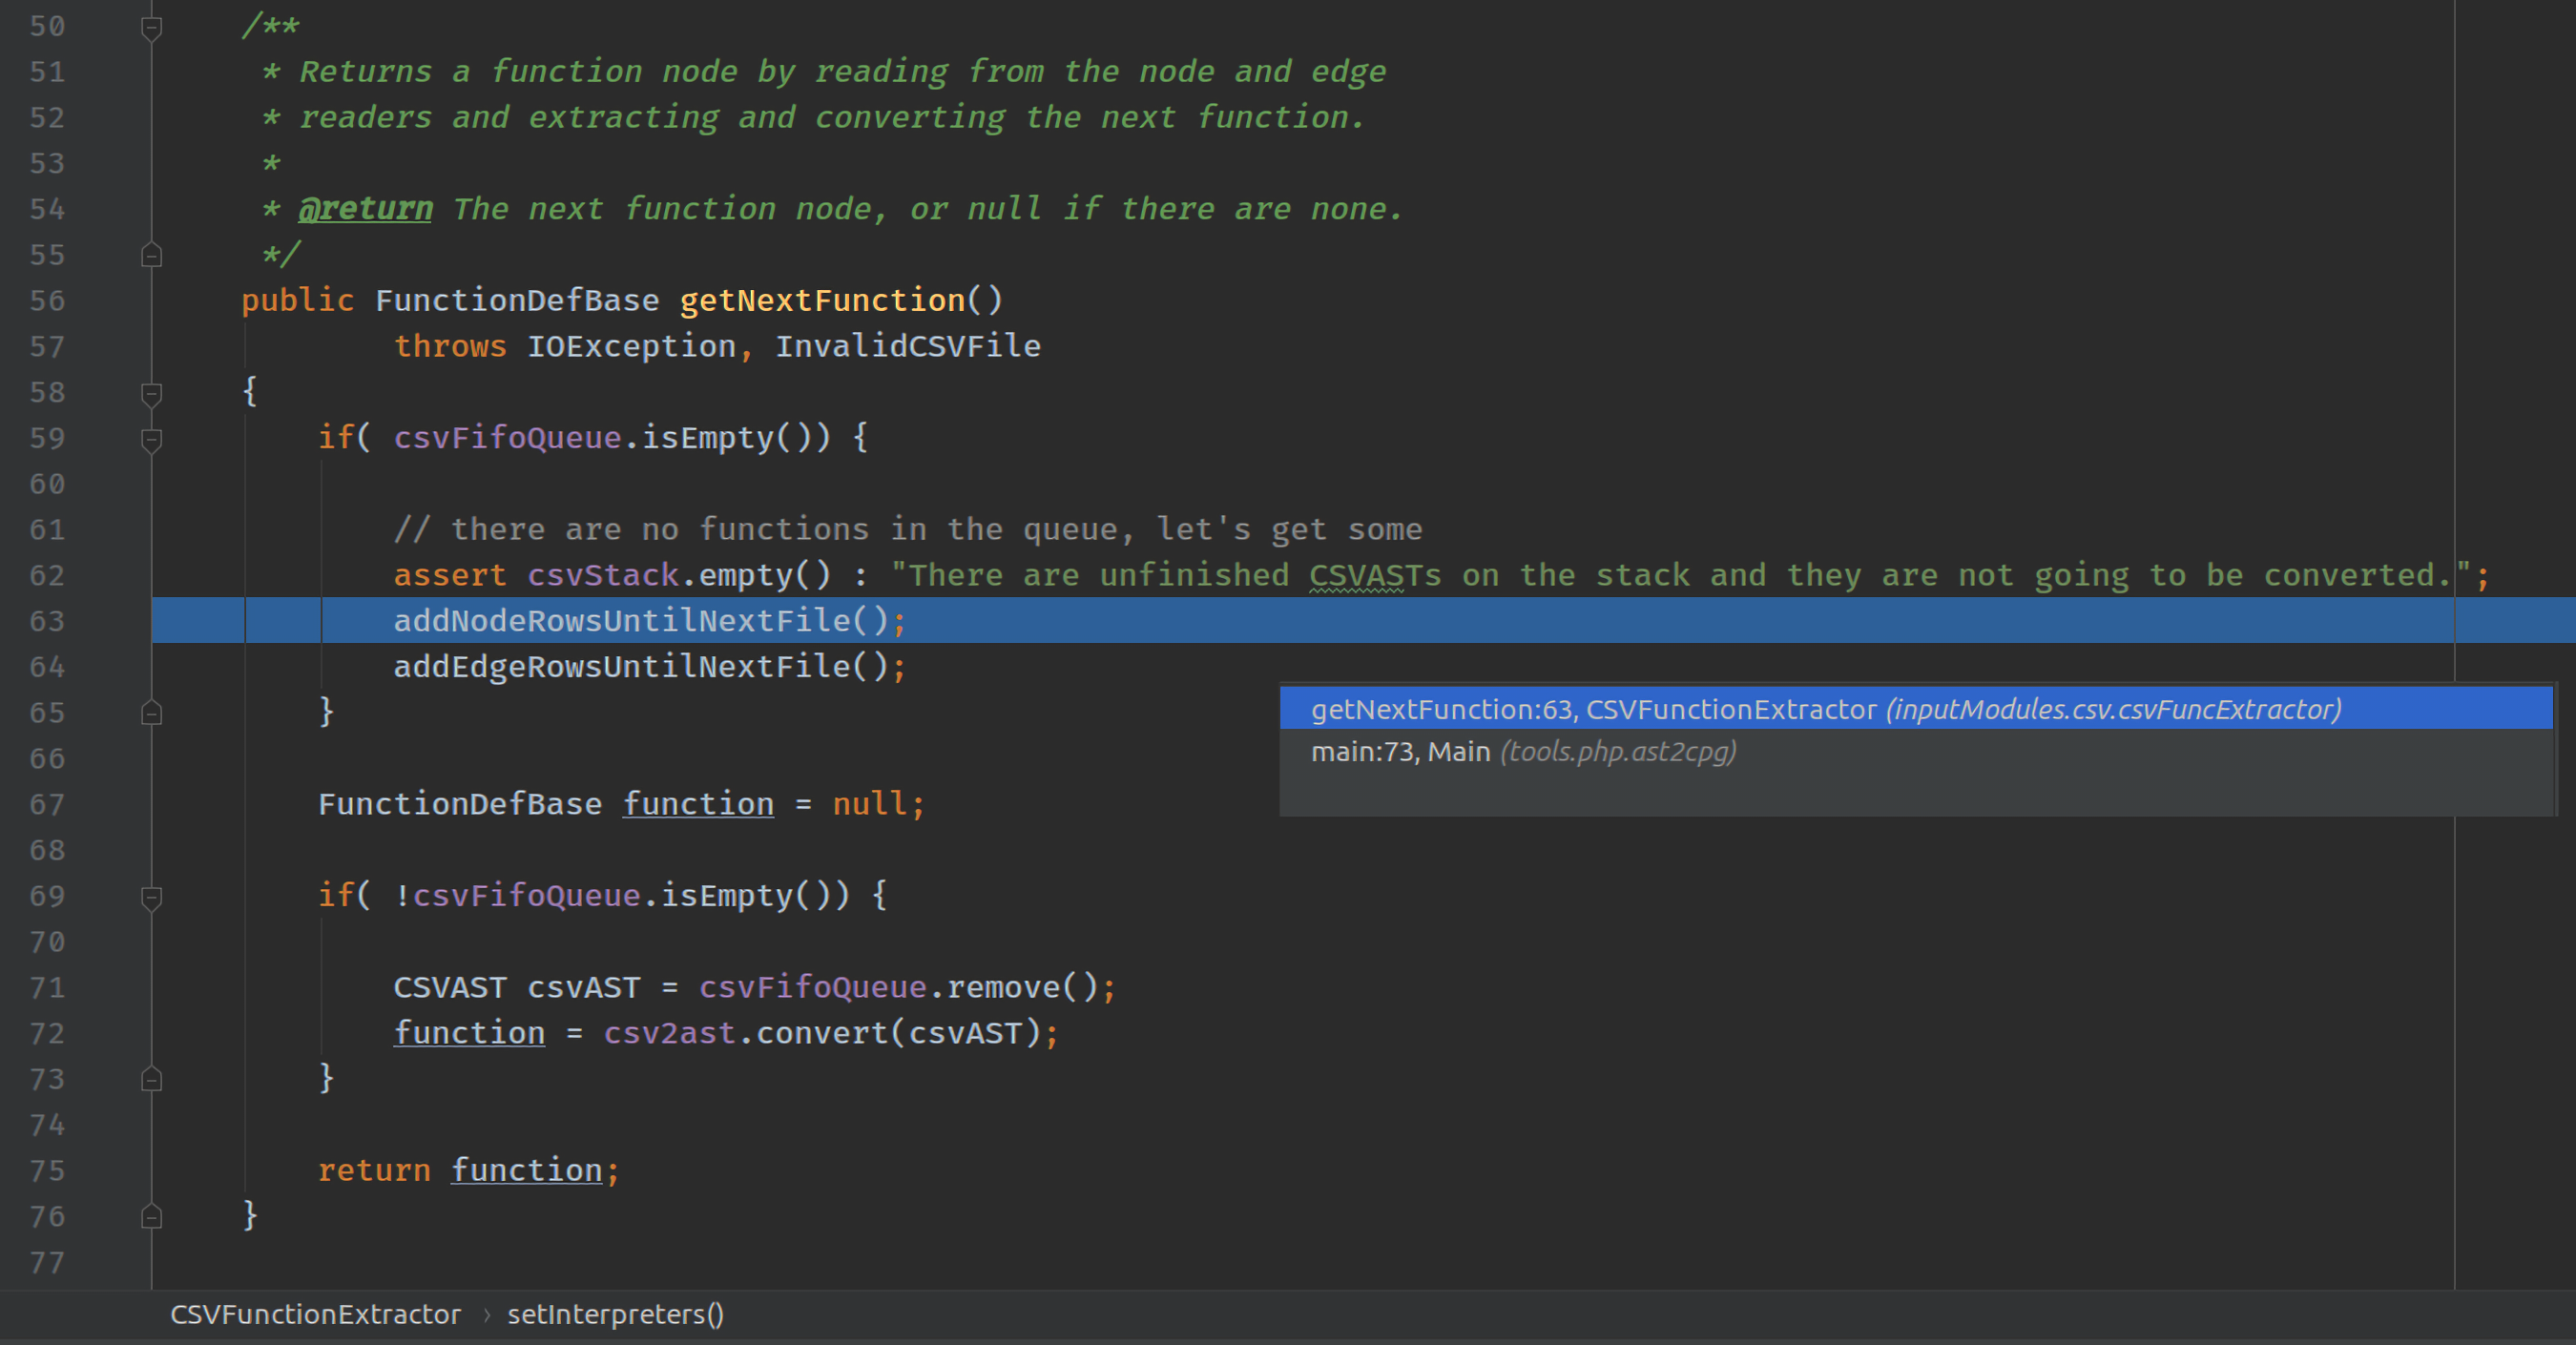 50 /**
51 * Returns a function node by reading from the node and edge
52 * readers and extracting and converting the next function.
53 *
54 * @return The next function node, or null if there are none.
55 */
56 public FunctionDefBase getNextFunction()
57 throws IOException, InvalidCSVFile
58 {
59 if( csvFifoQueue.isEmpty()) {
60
61 // there are no functions in the queue, let's get some
62 assert csvStack.empty() : "There are unfinished CSVASTs on the stack and they are not going to be converted.";
63 addNodeRowsUntilNextFile();
64 addEdgeRowsUntilNextFile();
65 }
getNextFunction:63, CSVFunctionExtractor (inputModules.csv.csvFuncExtractor)
main:73, Main (tools.php.ast2cpg)
66
67 FunctionDefBase function = null;
68
69 if( !csvFifoQueue.isEmpty()) {
70
71 CSVAST csvAST = csvFifoQueue.remove();
72 function = csv2ast.convert(csvAST);
73 }
74
75 return function;
76 }
77
CSVFunctionExtractor › setInterpreters()